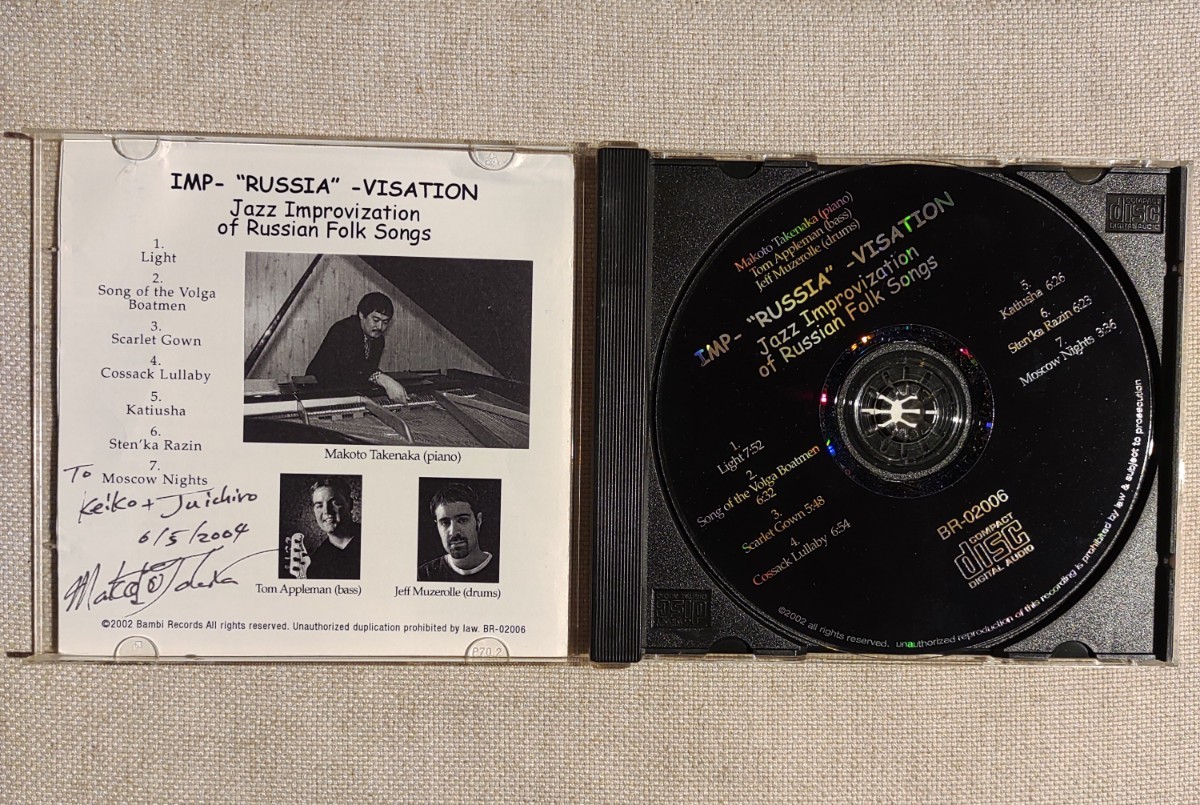 IMP- “RUSSIA” -VISATION
Jazz Improvization
of Russian Folk Songs
1.
Light
2.
Song of the Volga
Boatmen
3.
Scarlet Gown
4.
Cossack Lullaby
5.
Katiusha
6.
Sten'ka Razin
7.
Moscow Nights
Makoto Takenaka (piano)
To
Keiko + Juichiro
6/5/2004
Tom Appleman (bass)
Jeff Muzerolle (drums)
©2002 Bambi Records All rights reserved. Unauthorized duplication prohibited by law. BR-02006
P70.2
Makoto Takenaka (piano)
Tom Appleman (bass)
Jeff Muzerolle (drums)
IMP- “RUSSIA” -VISATION
Jazz Improvization
of Russian Folk Songs
1.
Light 7:52
2.
Song of the Volga Boatmen
6:32
3.
Scarlet Gown 5:48
4.
Cossack Lullaby 6:54
5.
Katiusha 6:26
6.
Sten'ka Razin 6:23
7.
Moscow Nights 3:36
BR-02006
COMPACT
disc
DIGITAL AUDIO
©2002 all rights reserved. unauthorized reproduction of this recording is prohibited by law & subject to prosecution
COMPACT
disc
DIGITAL AUDIO